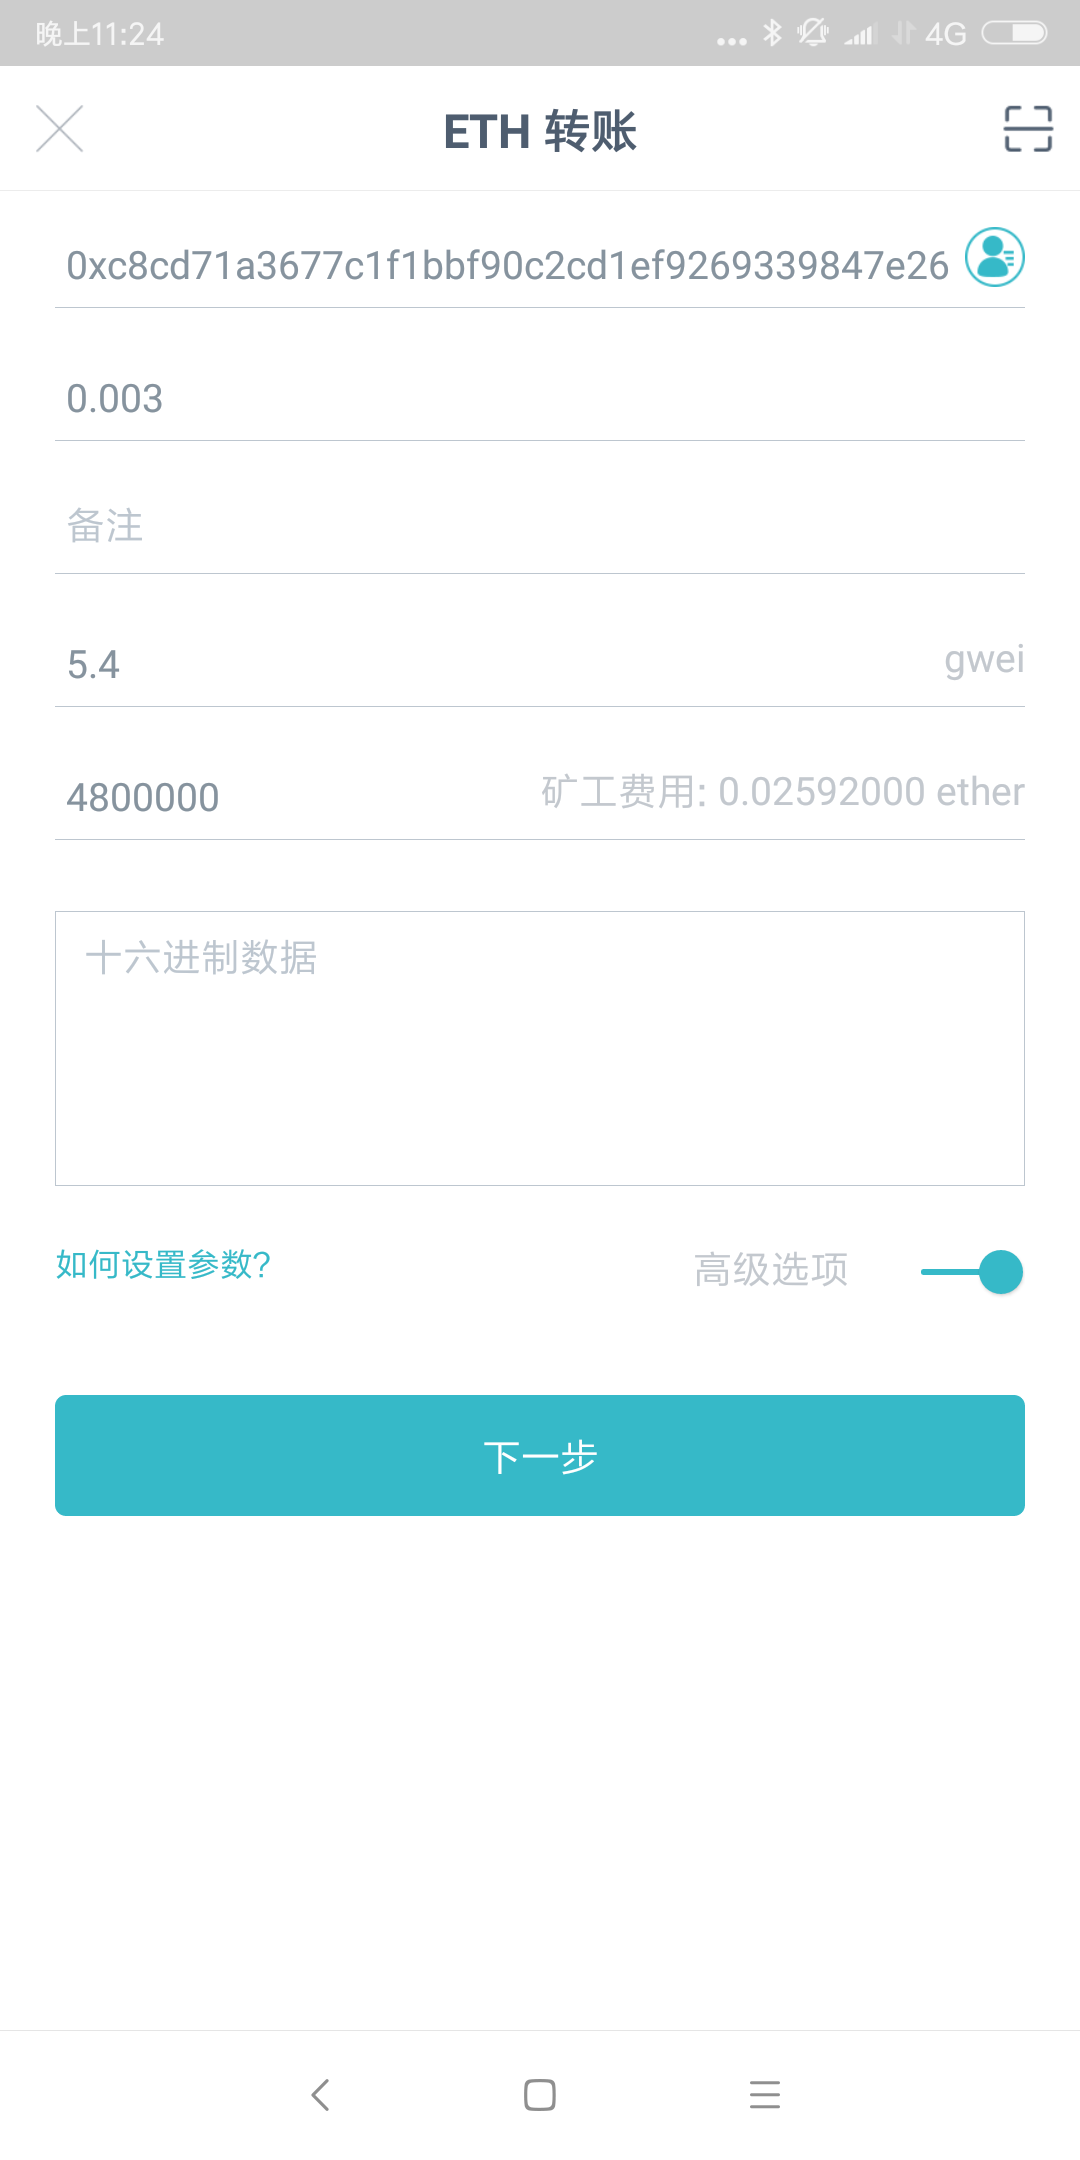 晚上11:24
4G
ETH 转账
0xc8cd71a3677c1f1bbf90c2cd1ef9269339847e26
0.003
备注
5.4 gwei
4800000 矿工费用: 0.02592000 ether
十六进制数据
如何设置参数? 高级选项
下一步